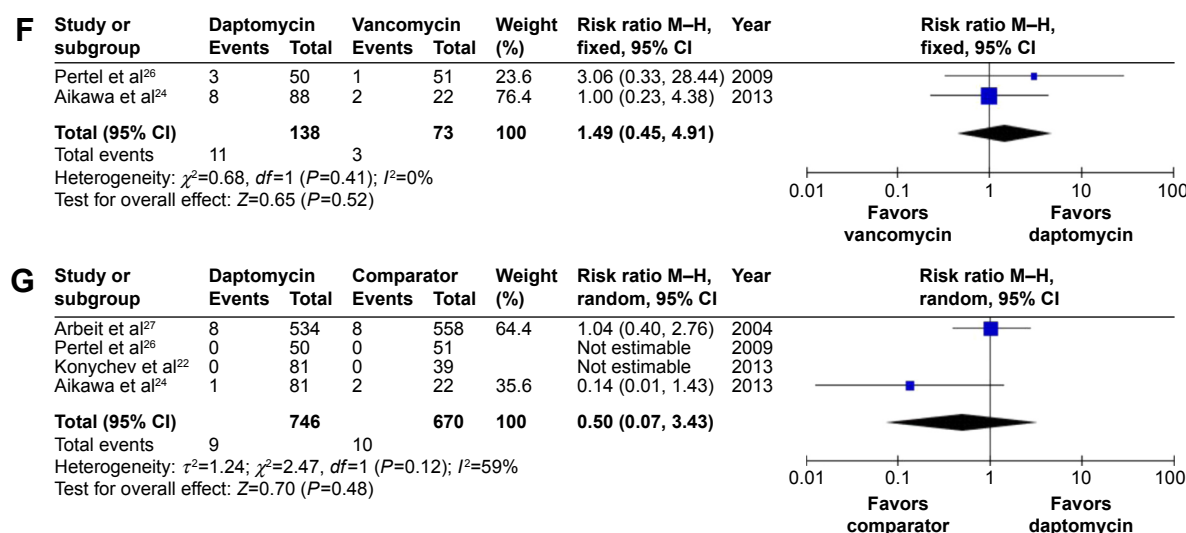 F Study or subgroup Daptomycin Events Total Vancomycin Events Total Weight (%) Risk ratio M–H, fixed, 95% CI Year Risk ratio M–H, fixed, 95% CI
Pertel et al²⁶ 3 50 1 51 23.6 3.06 (0.33, 28.44) 2009
Aikawa et al²⁴ 8 88 2 22 76.4 1.00 (0.23, 4.38) 2013
Total (95% CI) 138 73 100 1.49 (0.45, 4.91)
Total events 11 3
Heterogeneity: χ²=0.68, df=1 (P=0.41); I²=0%
Test for overall effect: Z=0.65 (P=0.52)
0.01 0.1 1 10 100
Favors vancomycin Favors daptomycin
G Study or subgroup Daptomycin Events Total Comparator Events Total Weight (%) Risk ratio M–H, random, 95% CI Year Risk ratio M–H, random, 95% CI
Arbeit et al²⁷ 8 534 8 558 64.4 1.04 (0.40, 2.76) 2004
Pertel et al²⁶ 0 50 0 51 Not estimable 2009
Konychev et al²² 0 81 0 39 Not estimable 2013
Aikawa et al²⁴ 1 81 2 22 35.6 0.14 (0.01, 1.43) 2013
Total (95% CI) 746 670 100 0.50 (0.07, 3.43)
Total events 9 10
Heterogeneity: τ²=1.24; χ²=2.47, df=1 (P=0.12); I²=59%
Test for overall effect: Z=0.70 (P=0.48)
0.01 0.1 1 10 100
Favors comparator Favors daptomycin